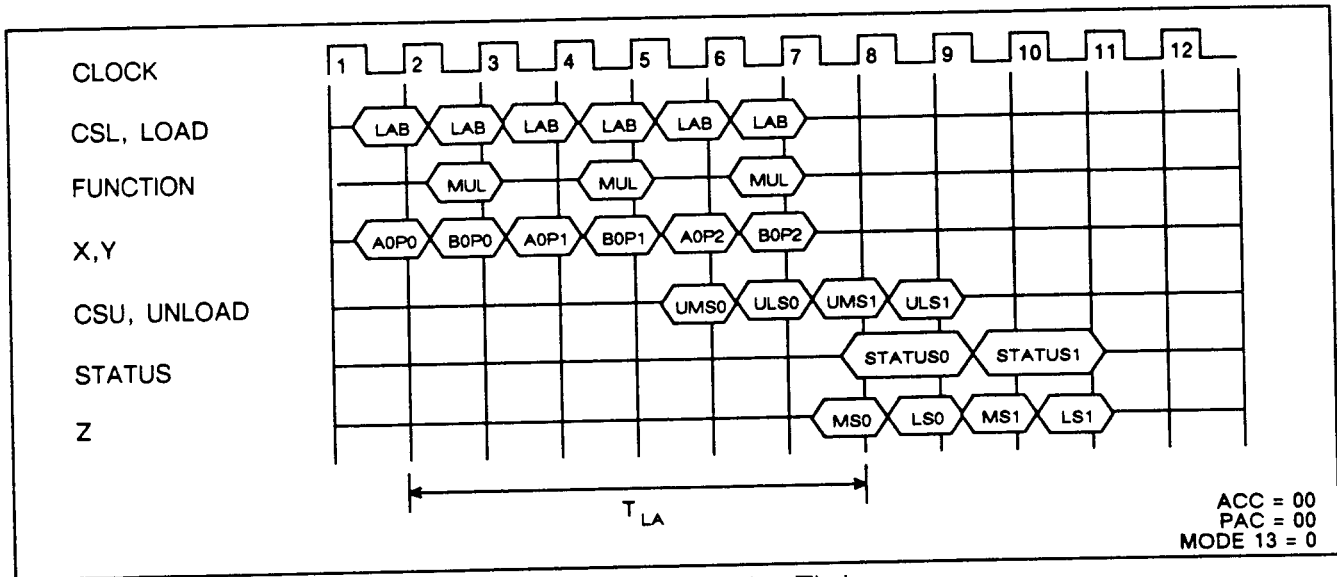 CLOCK 1 2 3 4 5 6 7 8 9 10 11 12
CSL, LOAD LAB LAB LAB LAB LAB LAB
FUNCTION MUL MUL MUL
X,Y A0P0 B0P0 A0P1 B0P1 A0P2 B0P2
CSU, UNLOAD UMS0 ULS0 UMS1 ULS1
STATUS STATUS0 STATUS1
Z MS0 LS0 MS1 LS1
T LA
ACC = 00
PAC = 00
MODE 13 = 0